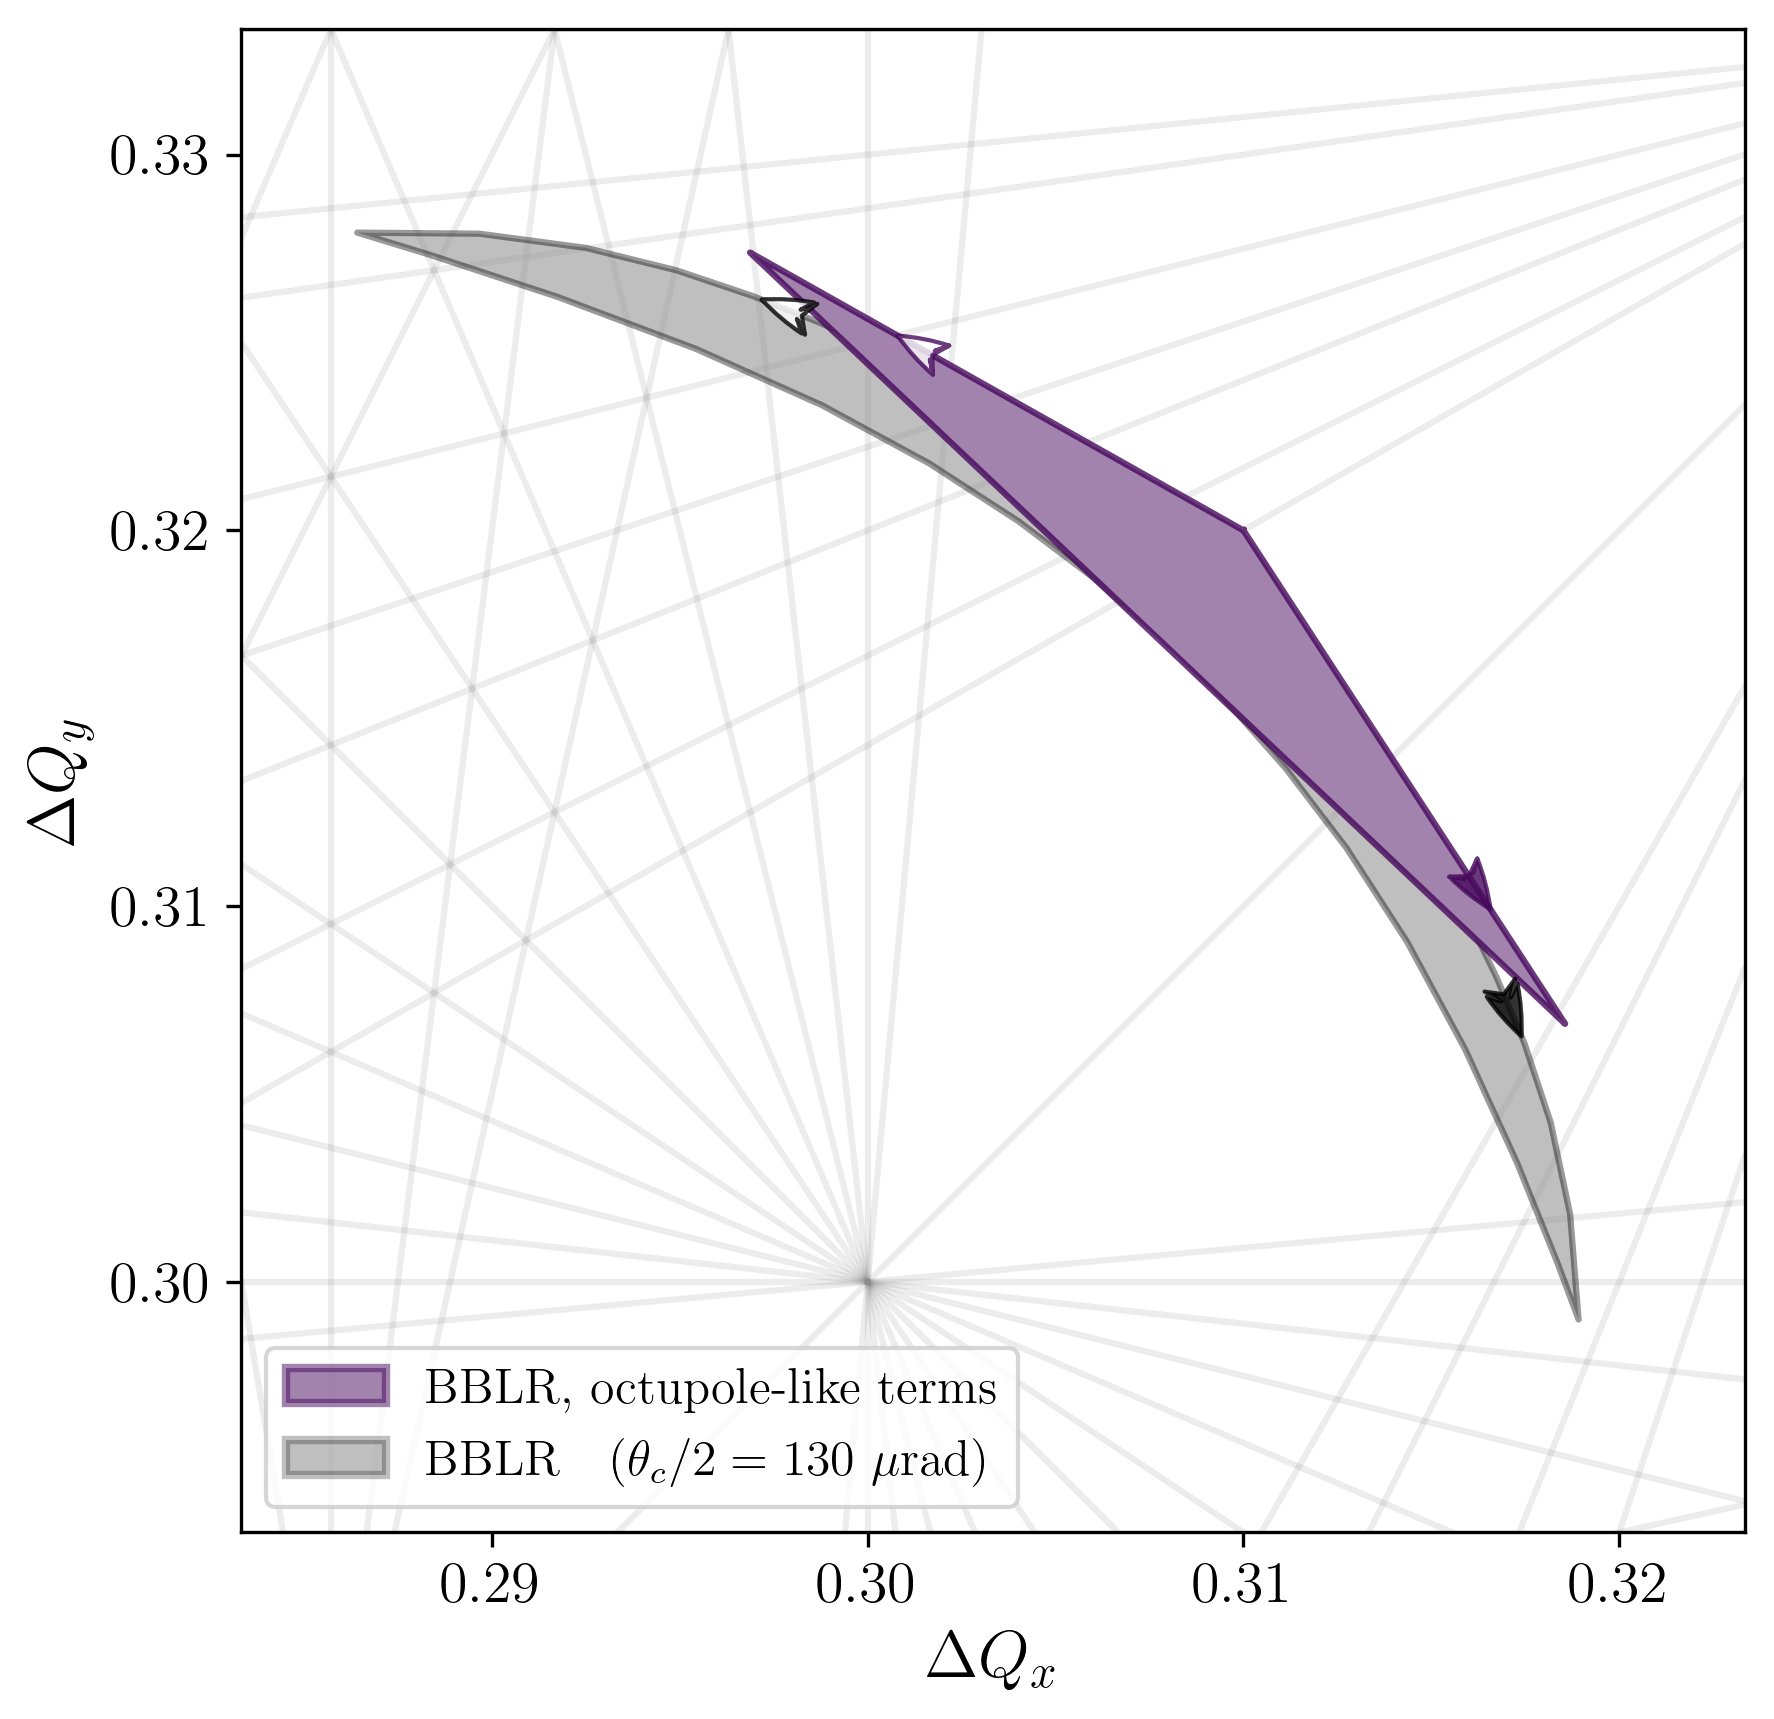 0.33
0.32
0.31
0.30
ΔQ_y
BBLR, octupole-like terms
BBLR (θ_c/2 = 130 μrad)
0.29 0.30 0.31 0.32
ΔQ_x